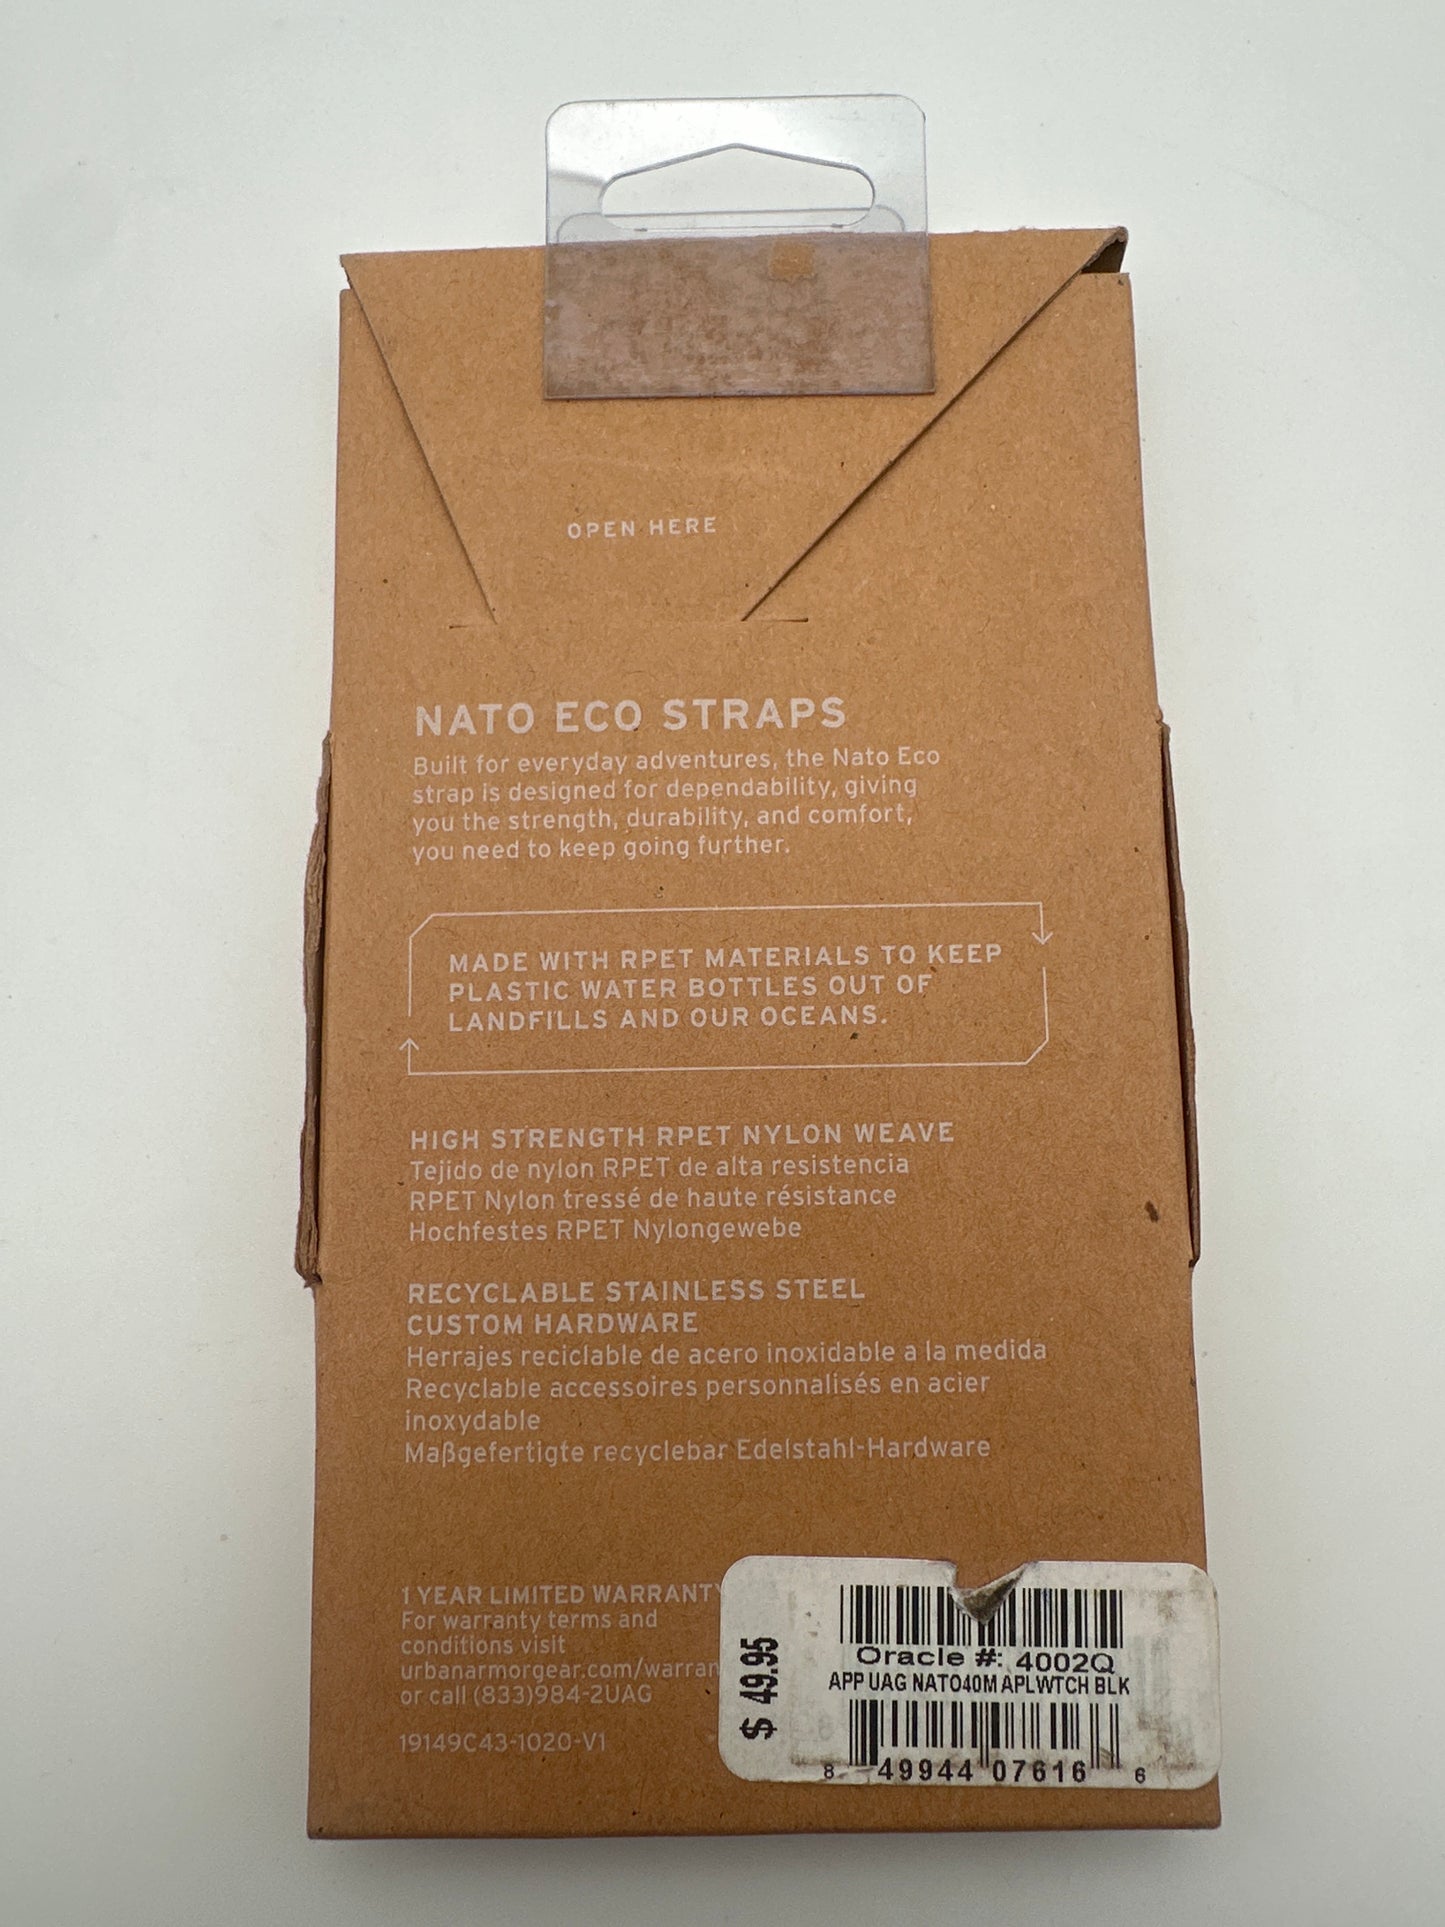 OPEN HERE
NATO ECO STRAPS
Built for everyday adventures, the Nato Eco
strap is designed for dependability, giving
you the strength, durability, and comfort,
you need to keep going further.
MADE WITH RPET MATERIALS TO KEEP
PLASTIC WATER BOTTLES OUT OF
LANDFILLS AND OUR OCEANS.
HIGH STRENGTH RPET NYLON WEAVE
Tejido de nylon RPET de alta resistencia
RPET Nylon tressé de haute résistance
Hochfestes RPET Nylongewebe
RECYCLABLE STAINLESS STEEL
CUSTOM HARDWARE
Herrajes reciclable de acero inoxidable a la medida
Recyclable accessoires personnalisés en acier
inoxydable
Maßgefertigte recyclebar Edelstahl-Hardware
1 YEAR LIMITED WARRANTY
For warranty terms and
conditions visit
urbanarmorgear.com/warran
or call (833)984-2UAG
19149C43-1020-V1
$ 49.95
Oracle #: 4002Q
APP UAG NATO40M APLWTCH BLK
8 49944 07616 6